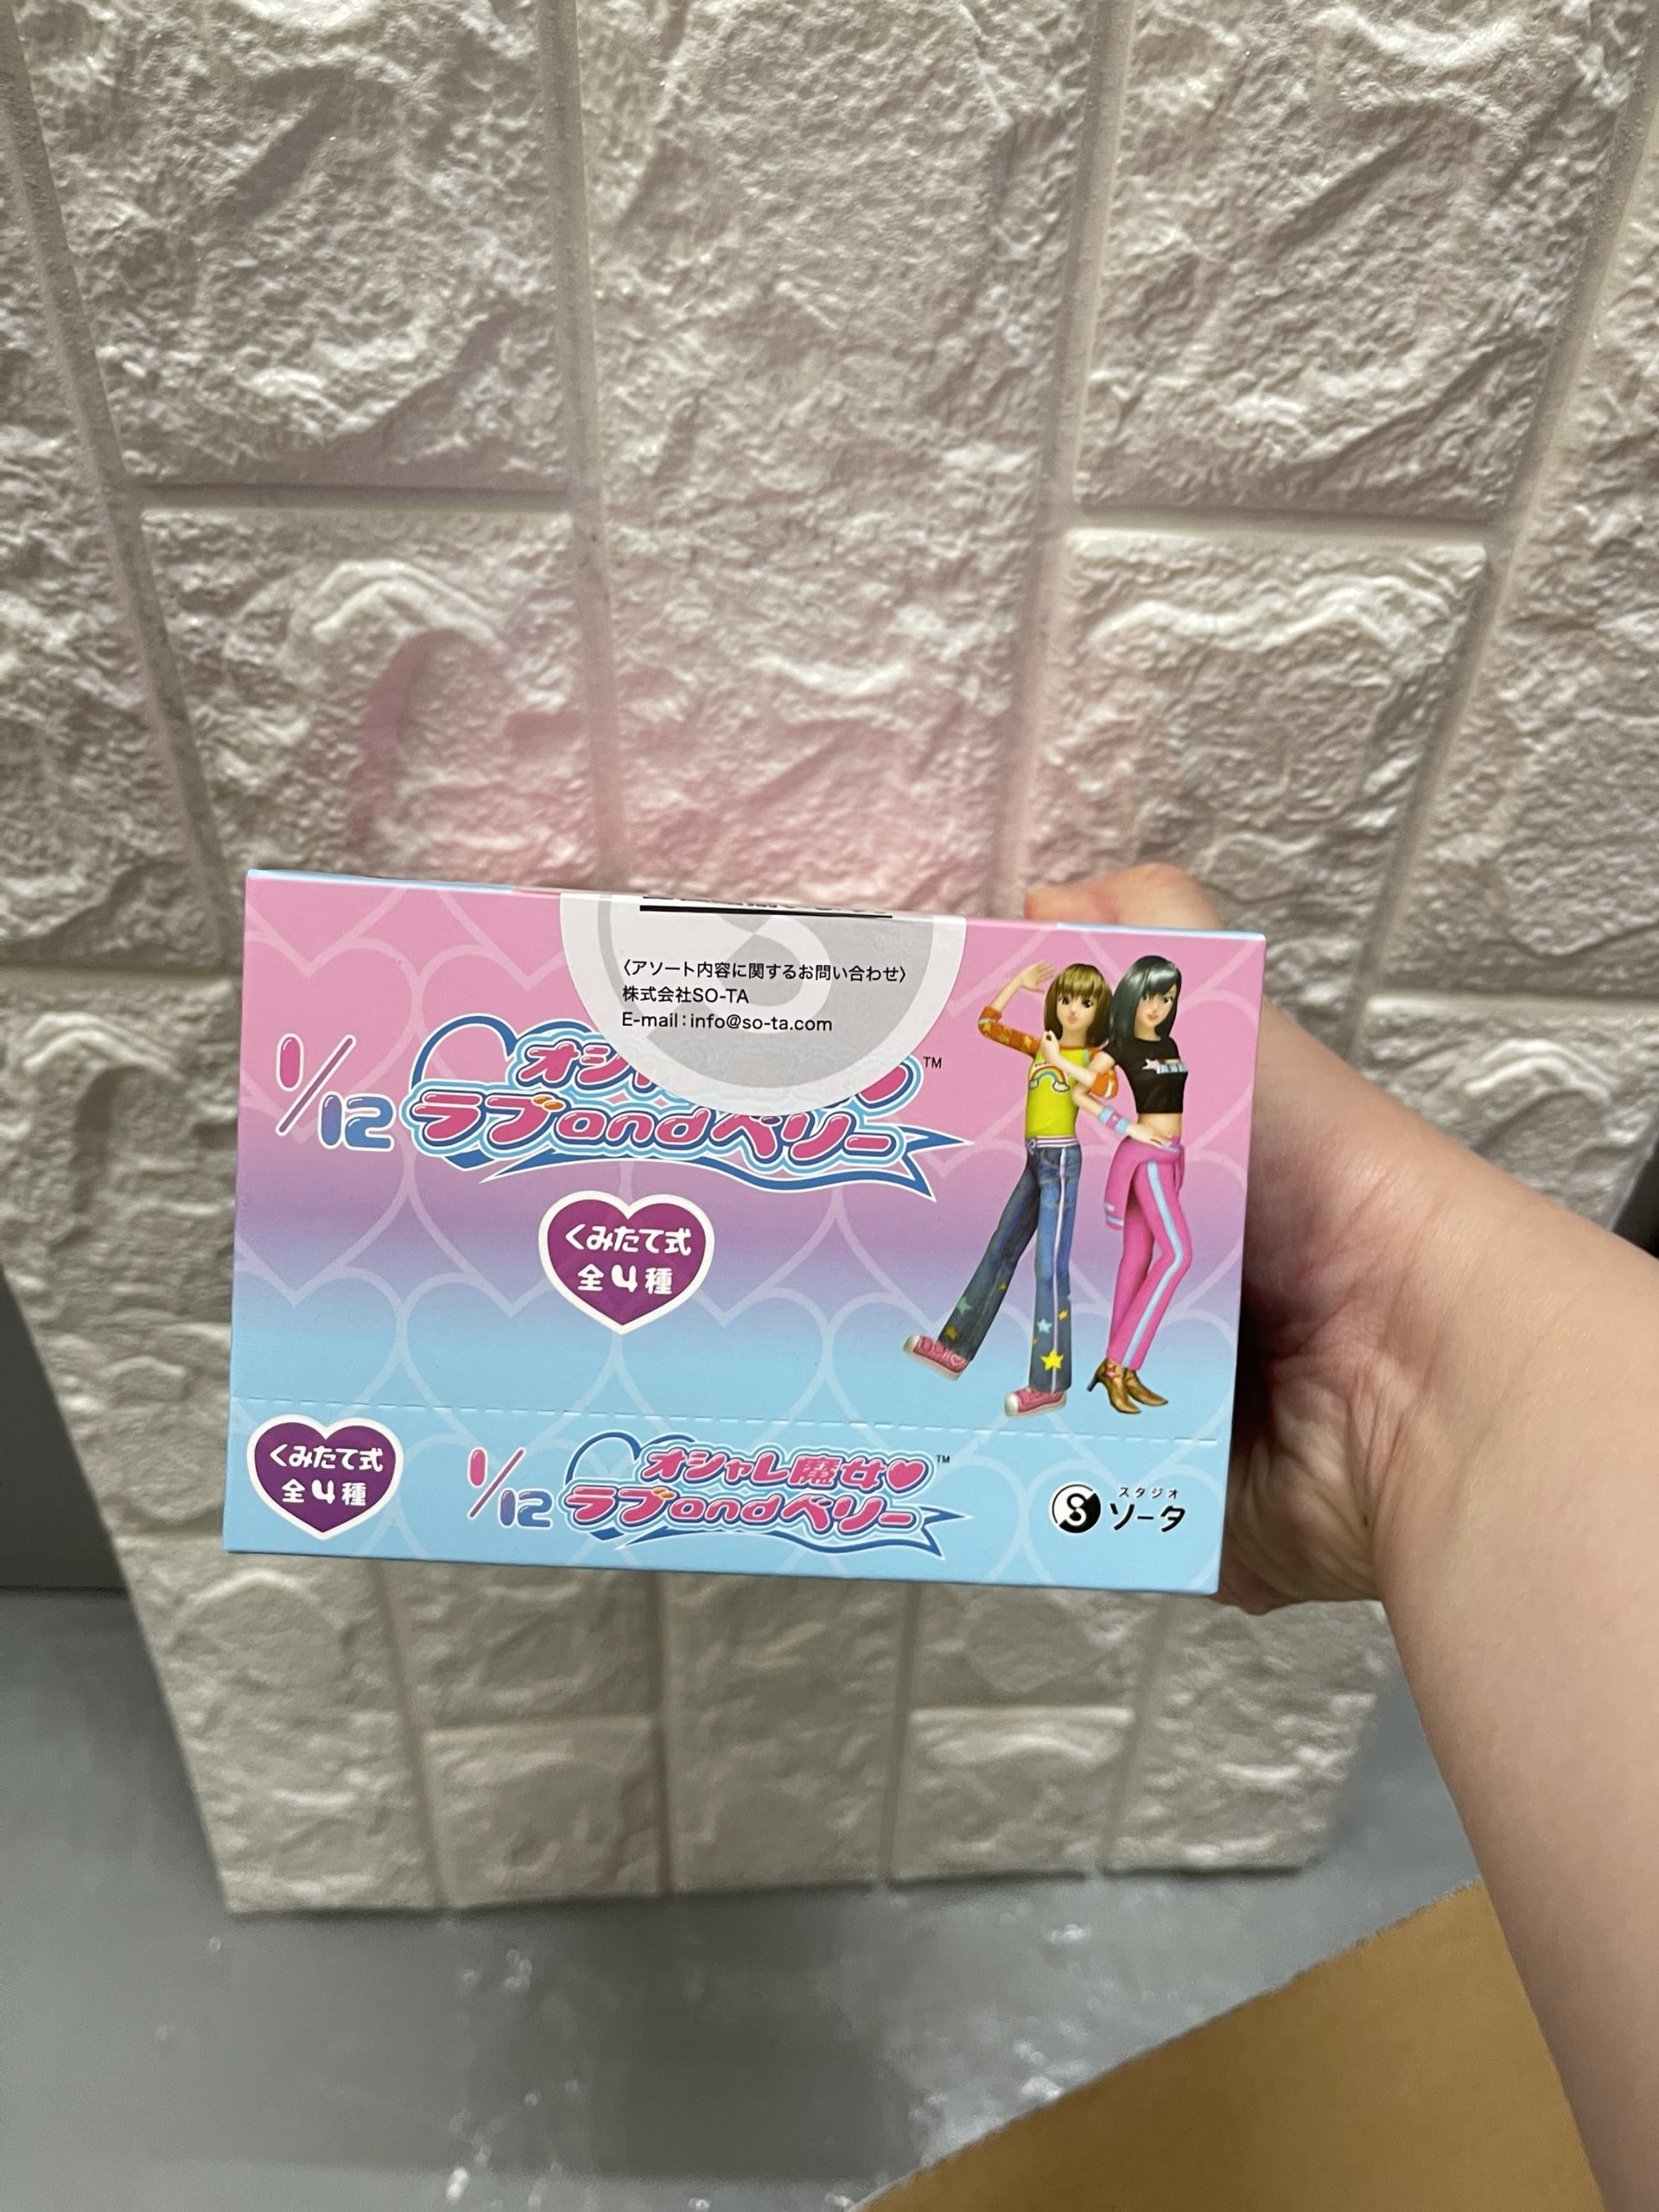 〈アソート内容に関するお問い合わせ〉
株式会社SO-TA
E-mail：info@so-ta.com
1/12
オシャ
™
ラブandベリー
くみたて式
全4種
くみたて式
全4種
1/12
オシャレ魔女♥
™
ラブandベリー
スタジオ
ソータ